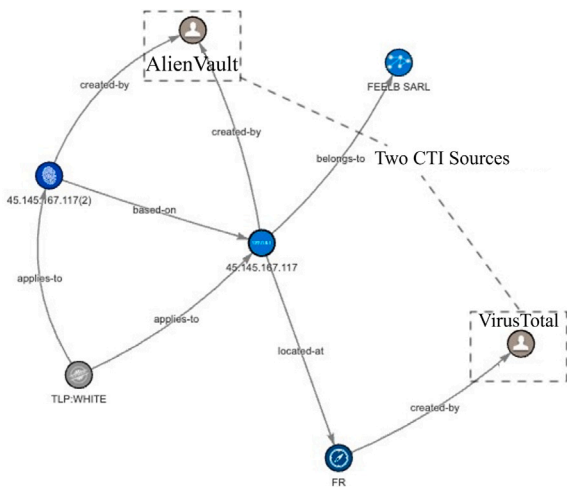 AlienVault
FEELB SARL
created-by
created-by
belongs-to
Two CTI Sources
45.145.167.117(2)
based-on
45.145.167.117
applies-to
applies-to
located-at
VirusTotal
TLP:WHITE
created-by
FR